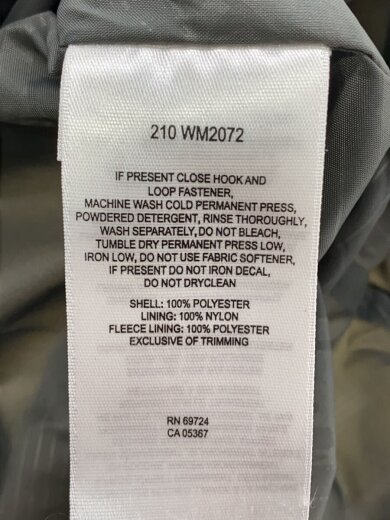 210 WM2072
IF PRESENT CLOSE HOOK AND
LOOP FASTENER,
MACHINE WASH COLD PERMANENT PRESS,
POWDERED DETERGENT, RINSE THOROUGHLY,
WASH SEPARATELY, DO NOT BLEACH,
TUMBLE DRY PERMANENT PRESS LOW,
IRON LOW, DO NOT USE FABRIC SOFTENER,
IF PRESENT DO NOT IRON DECAL,
DO NOT DRYCLEAN
SHELL: 100% POLYESTER
LINING: 100% NYLON
FLEECE LINING: 100% POLYESTER
EXCLUSIVE OF TRIMMING
RN 69724
CA 05367